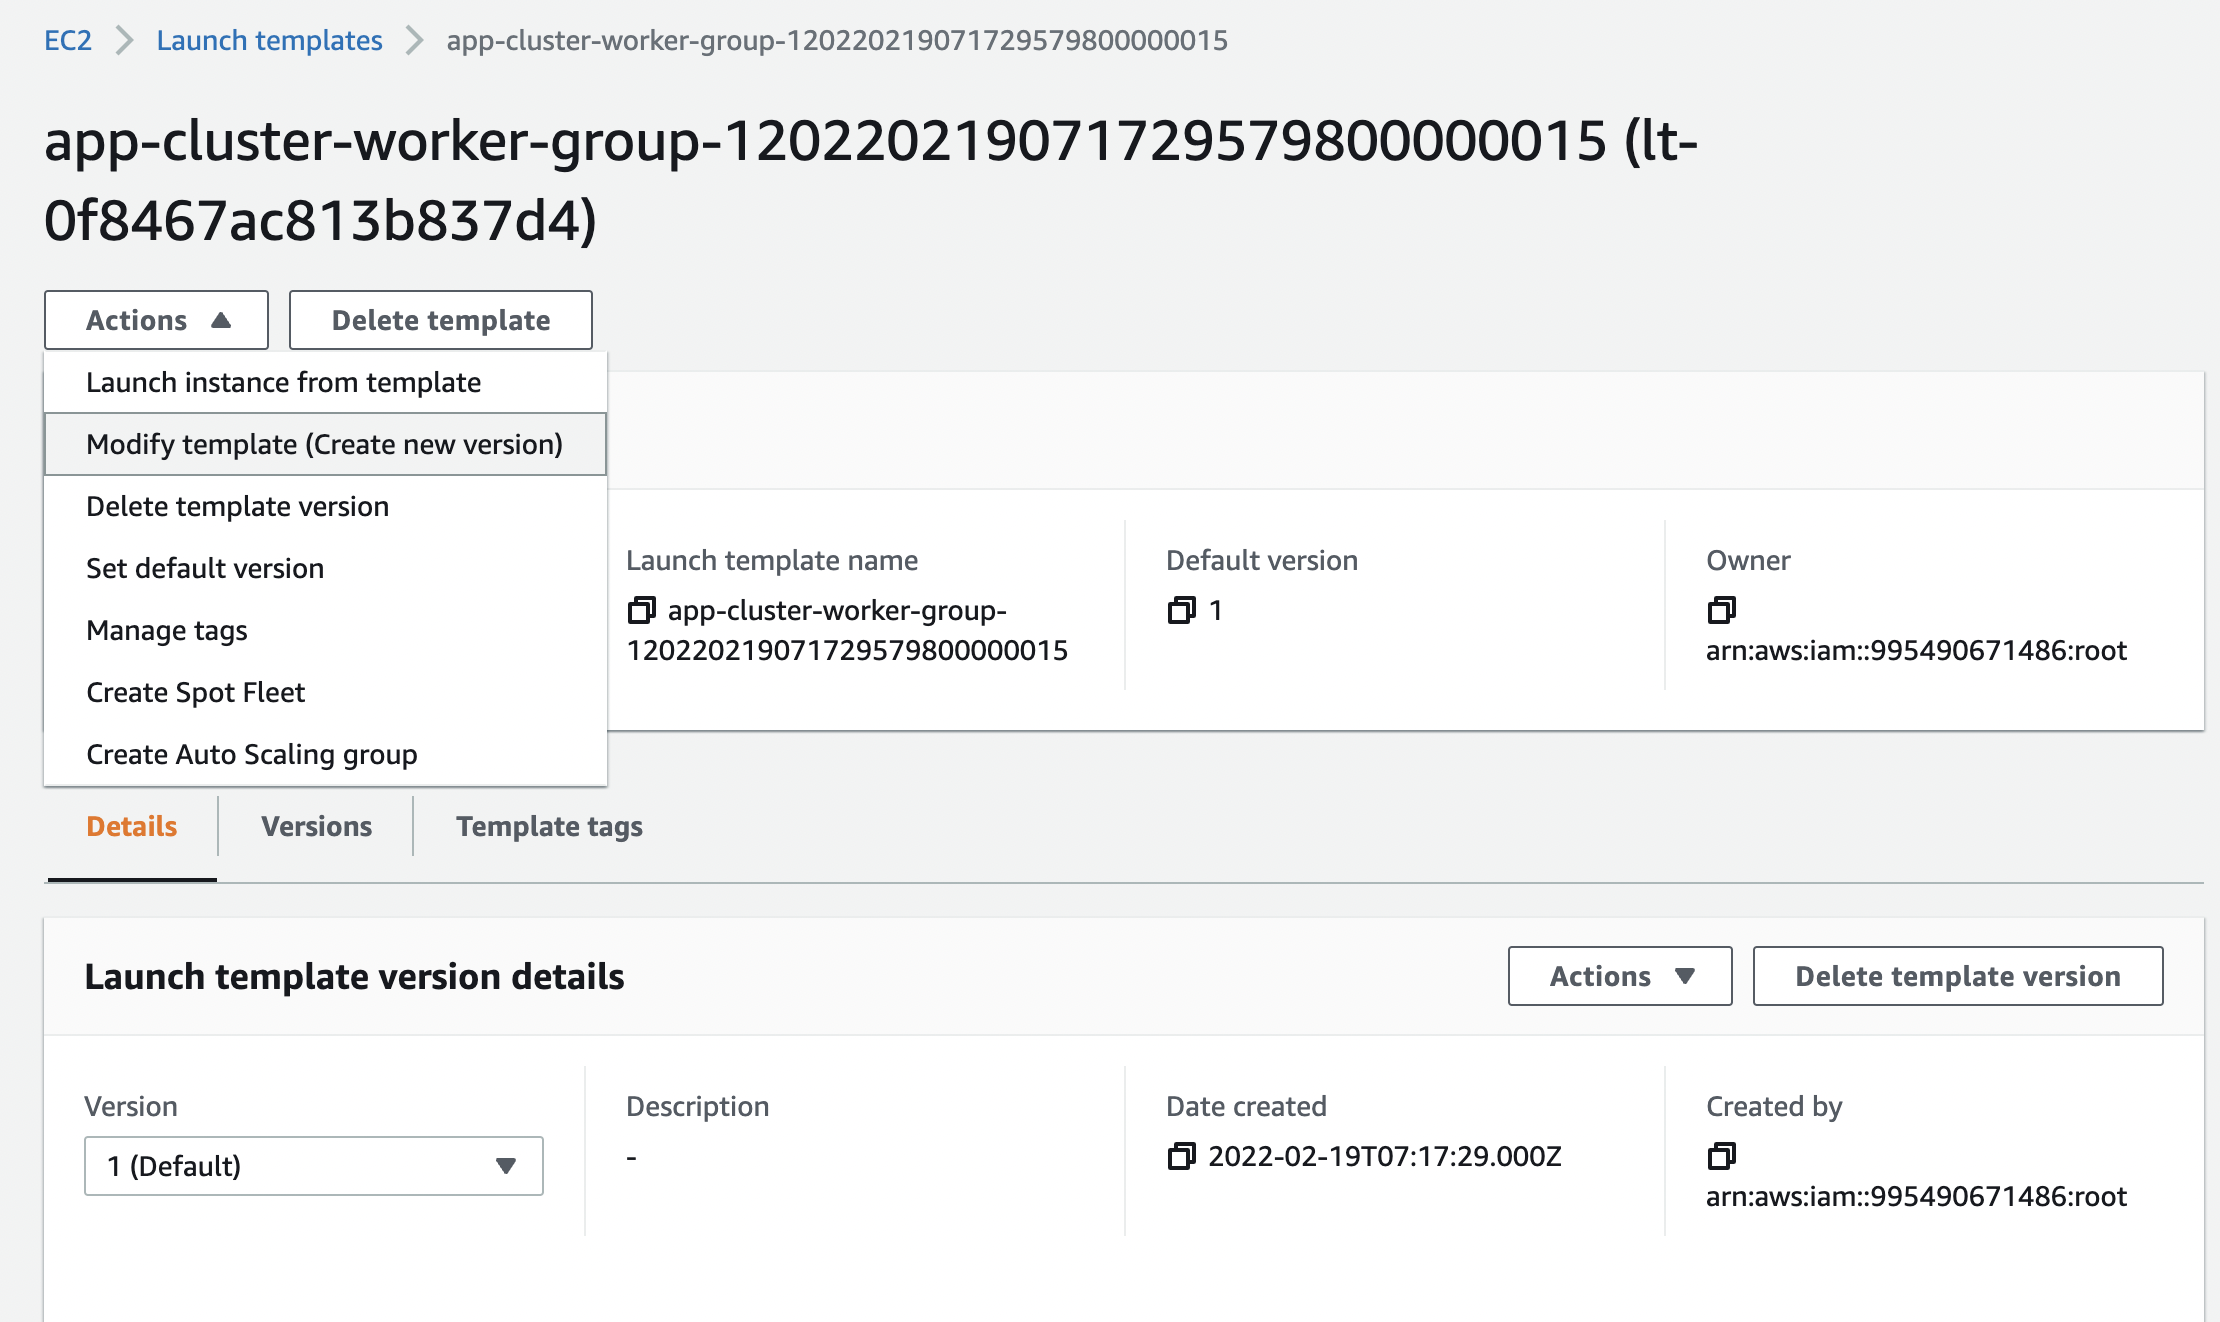 EC2 Launch templates app-cluster-worker-group-120220219071729579800000015
app-cluster-worker-group-120220219071729579800000015 (lt-
0f8467ac813b837d4)
Actions Delete template
Launch instance from template
Modify template (Create new version)
Delete template version
Set default version
Manage tags
Create Spot Fleet
Create Auto Scaling group
Launch template name
app-cluster-worker-group-
120220219071729579800000015
Default version
1
Owner
arn:aws:iam::995490671486:root
Details Versions Template tags
Launch template version details
Actions Delete template version
Version
1 (Default)
Description
-
Date created
2022-02-19T07:17:29.000Z
Created by
arn:aws:iam::995490671486:root